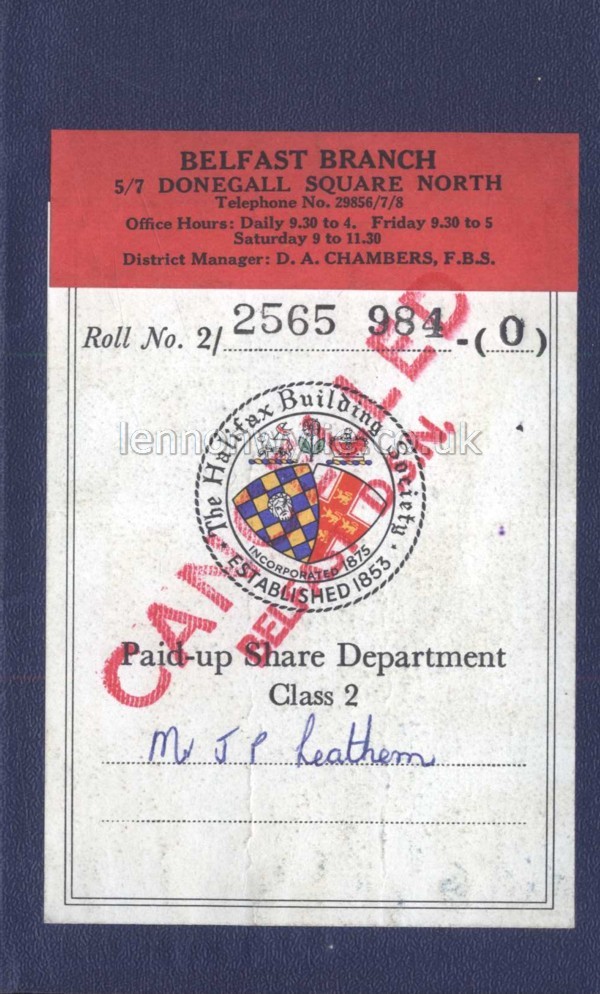 BELFAST BRANCH
5/7 DONEGALL SQUARE NORTH
Telephone No. 29856/7/8
Office Hours: Daily 9.30 to 4. Friday 9.30 to 5
Saturday 9 to 11.30
District Manager: D. A. CHAMBERS, F.B.S.
Roll No. 2/ 2565 984 -(0)
CANCELLED
The Halifax Building Society
INCORPORATED 1875
ESTABLISHED 1853
lennonwylie.co.uk
Paid-up Share Department
Class 2
Mr J P Leathem